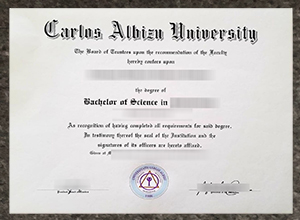 Carlos Albizu University
The Board of Trustees upon the recommendation of the Faculty
hereby confers upon
the degree of
Bachelor of Science in
In recognition of having completed all requirements for said degree.
In testimony thereof the seal of the Institution and the
signatures of its officers are hereto affixed.
Given at